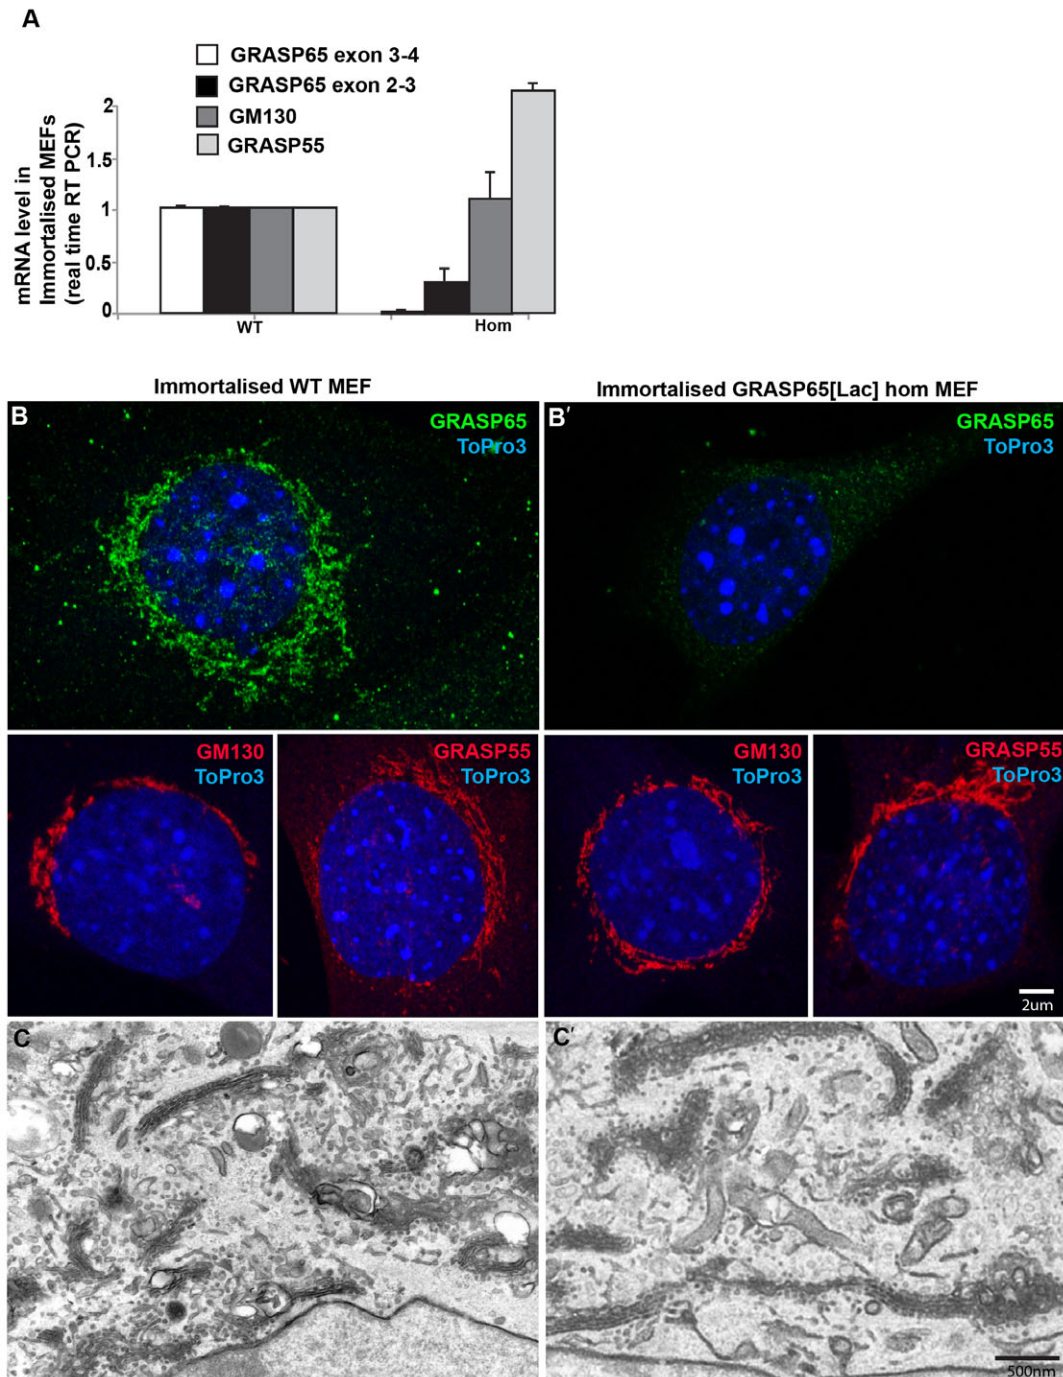 A
GRASP65 exon 3-4
GRASP65 exon 2-3
GM130
GRASP55
mRNA level in
Immortalised MEFs
(real time RT PCR)
2
1.5
1
0.5
0
WT
Hom
Immortalised WT MEF
Immortalised GRASP65[Lac] hom MEF
B
GRASP65
ToPro3
B′
GRASP65
ToPro3
GM130
ToPro3
GRASP55
ToPro3
GM130
ToPro3
GRASP55
ToPro3
2um
C
C′
500nm